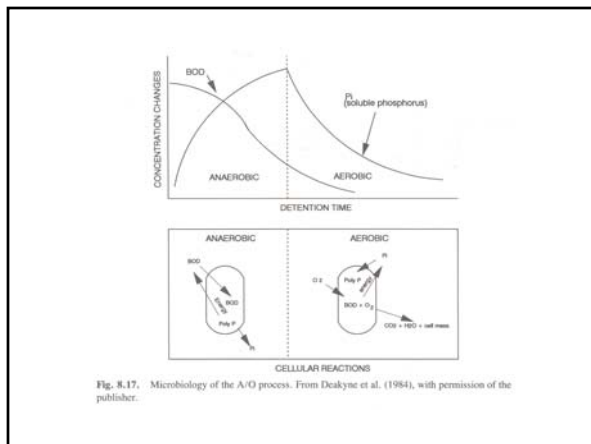 BOD
Pi
(soluble phosphorus)
CONCENTRATION CHANGES
ANAEROBIC
AEROBIC
DETENTION TIME
ANAEROBIC
AEROBIC
BOD
BOD
Energy
Poly P
Pi
O 2
Pi
Poly P
energy
BOD + O2
CO2 + H2O + cell mass
CELLULAR REACTIONS
Fig. 8.17. Microbiology of the A/O process. From Deakyne et al. (1984), with permission of the
publisher.